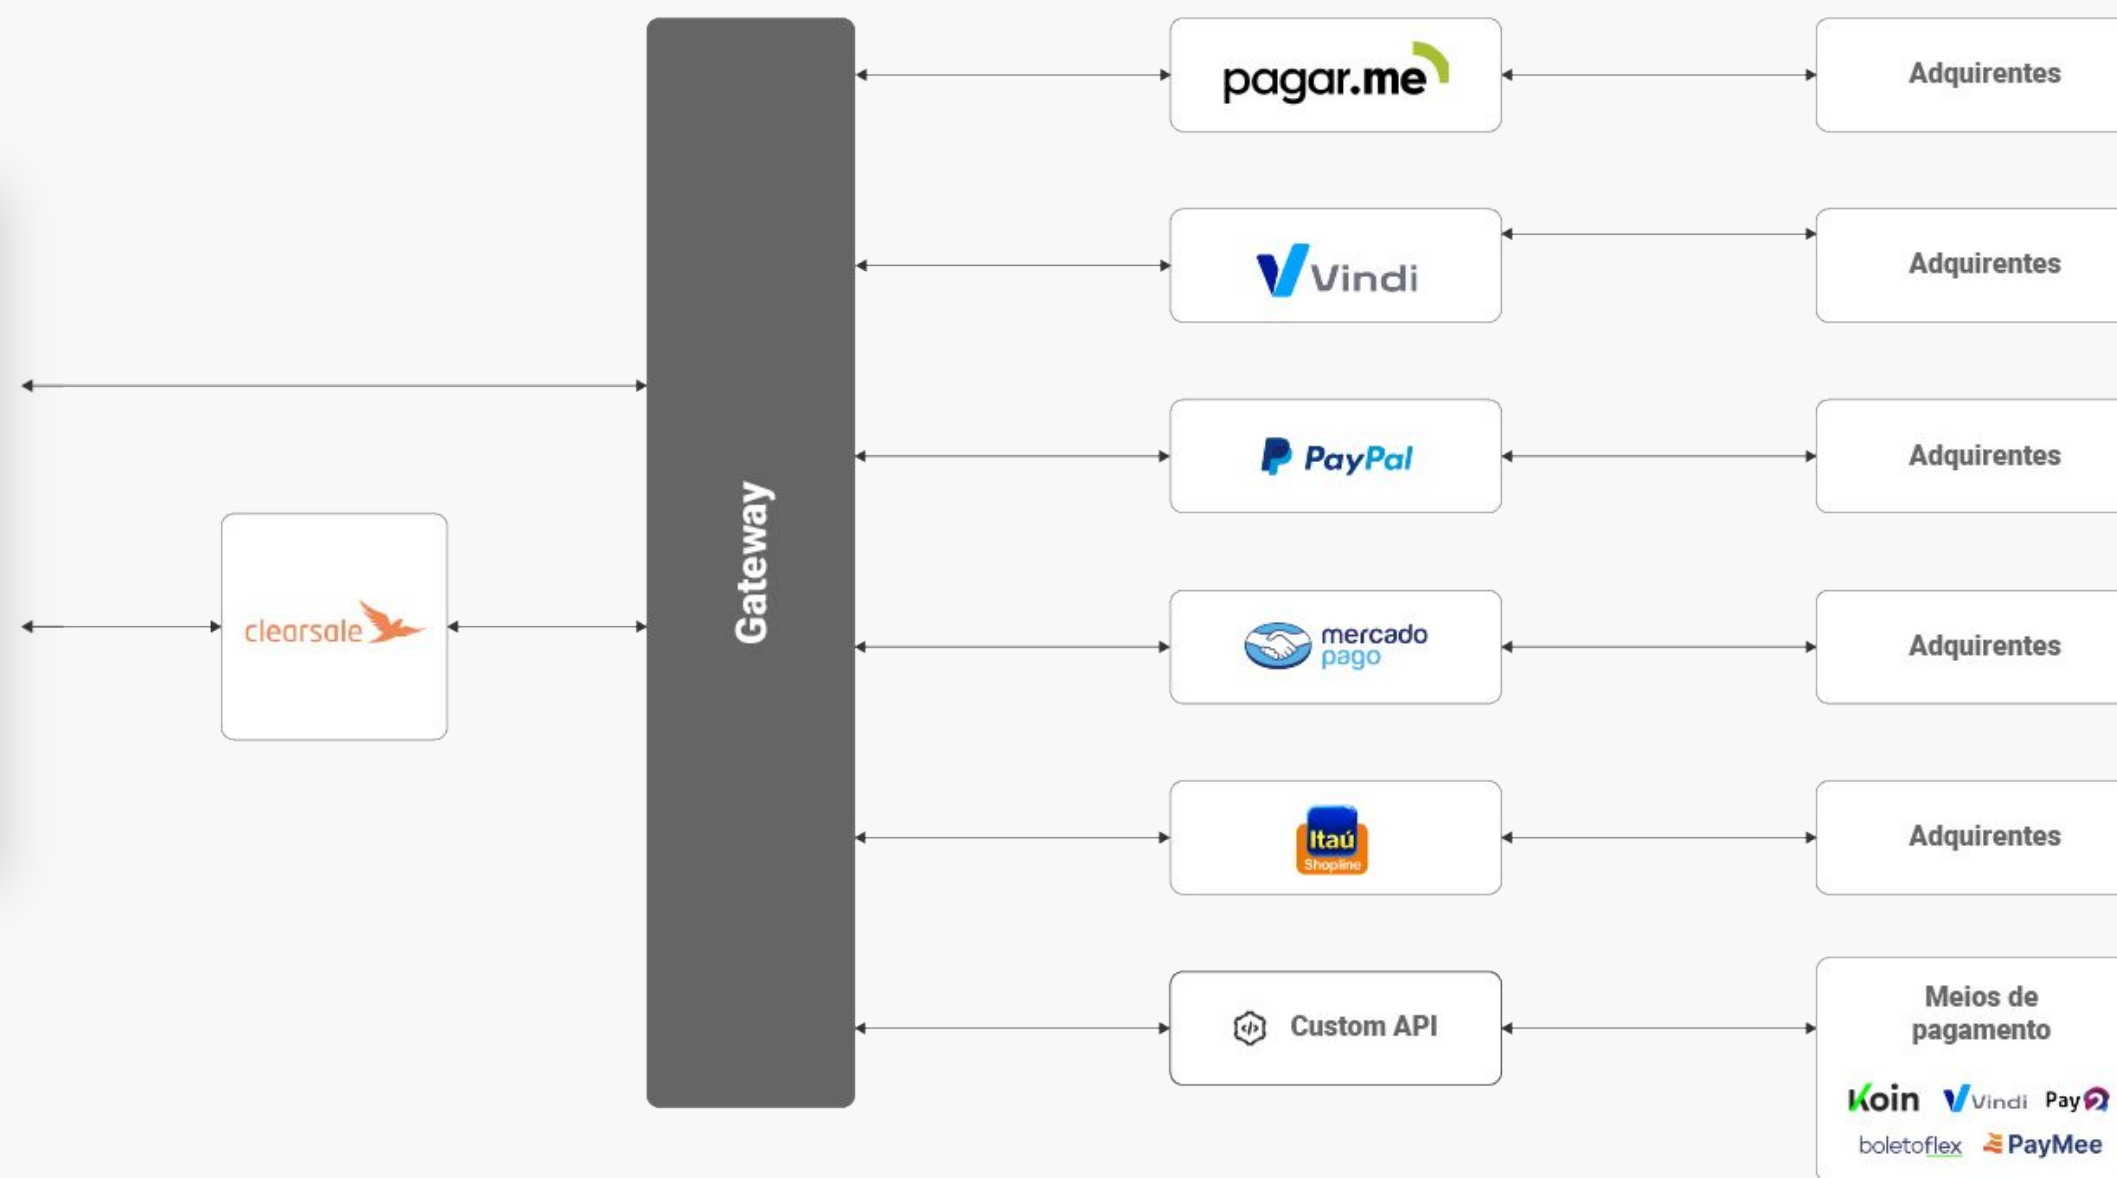 pagar.me
Adquirentes
Vindi
Adquirentes
PayPal
Adquirentes
Gateway
clearsale
mercado
pago
Adquirentes
Itaú
Shopline
Adquirentes
Custom API
Meios de
pagamento
Koin Vindi Pay2
boletoflex PayMee